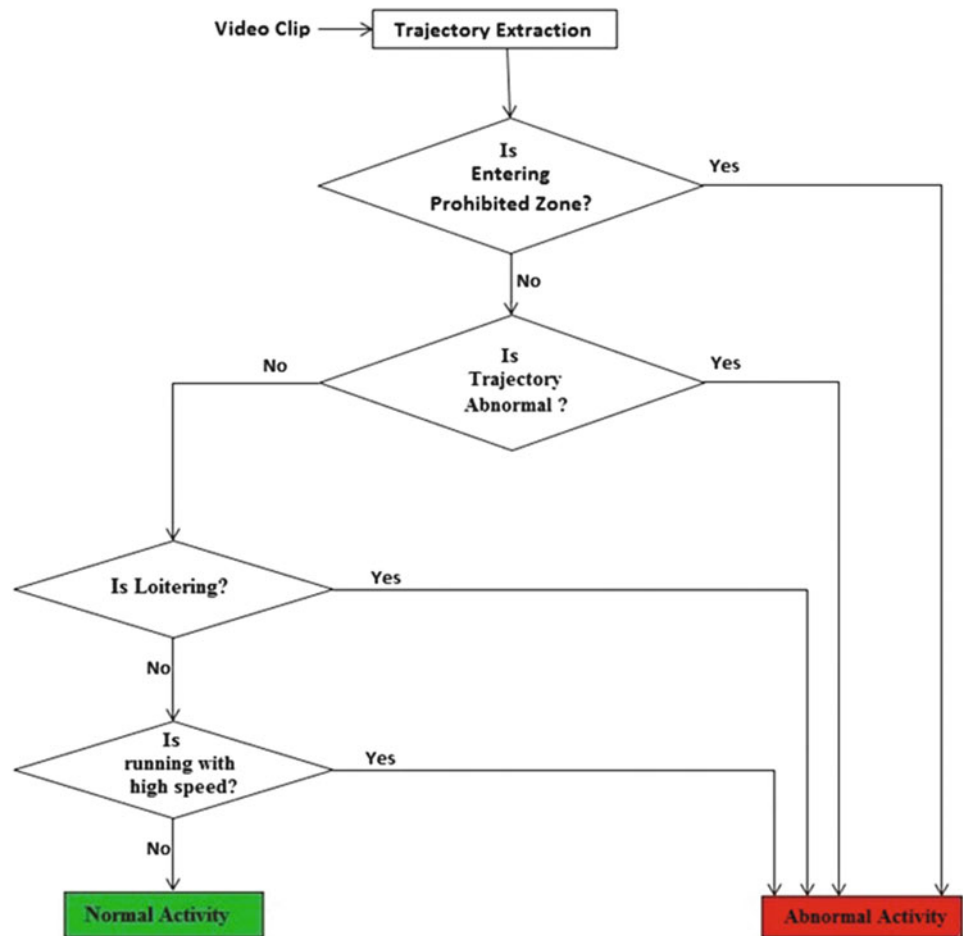 Video Clip
Trajectory Extraction
Is
Entering
Prohibited Zone?
Yes
No
Is
Trajectory
Abnormal ?
No
Yes
Is Loitering?
Yes
No
Is
running with
high speed?
Yes
No
Normal Activity
Abnormal Activity